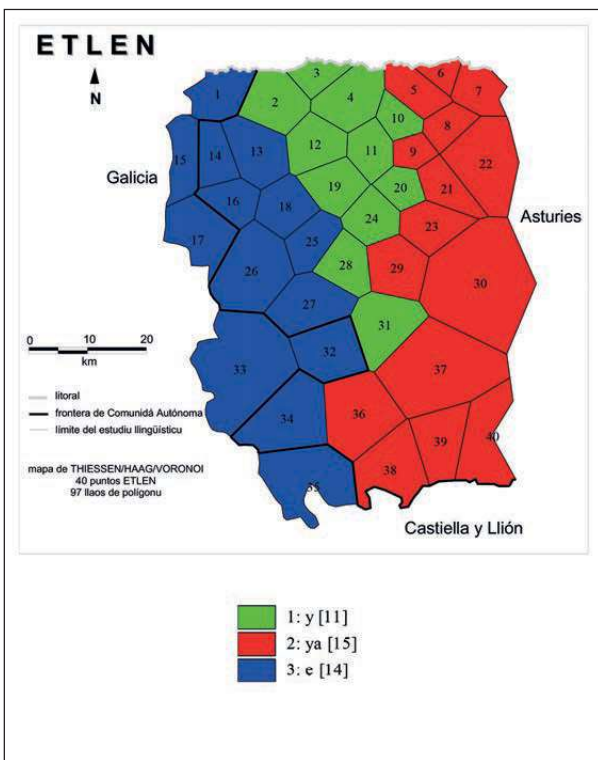 ETLEN
N
3
6
7
1
5
2
4
10
8
12
13
11
9
14
15
22
Galicia
19
20
21
16
18
24
Asturies
23
17
25
28
29
26
30
27
31
0 10 20
km
32
33
37
litoral
frontera de Comunidá Autónoma
límite del estudiu llingüísticu
36
34
39
40
mapa de THIESSEN/HAAG/VORONOI
40 puntos ETLEN
97 llaos de polígonu
38
35
Castiella y Llión
1: y [11]
2: ya [15]
3: e [14]